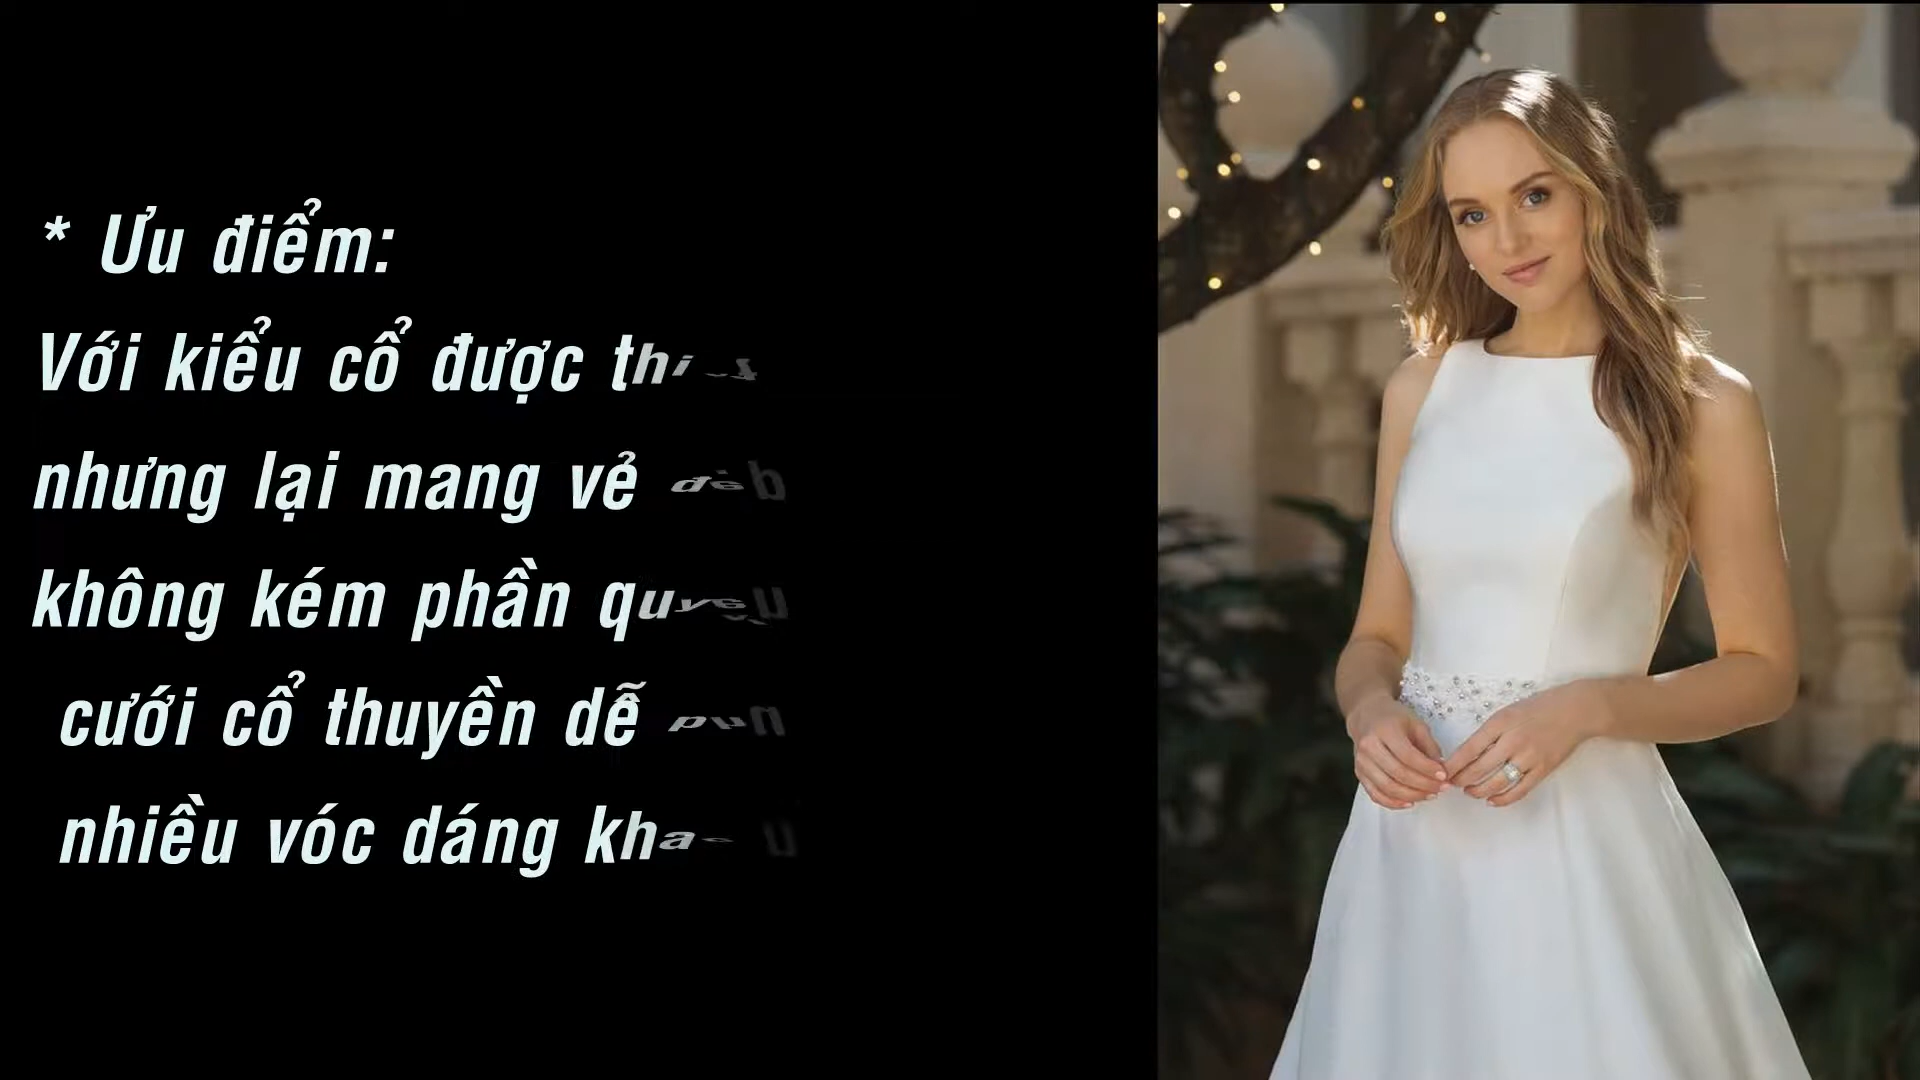 * Ưu điểm:
Với kiểu cổ được
nhưng lại mang vẻ
không kém phần
cưới cổ thuyền dễ
nhiều vóc dáng